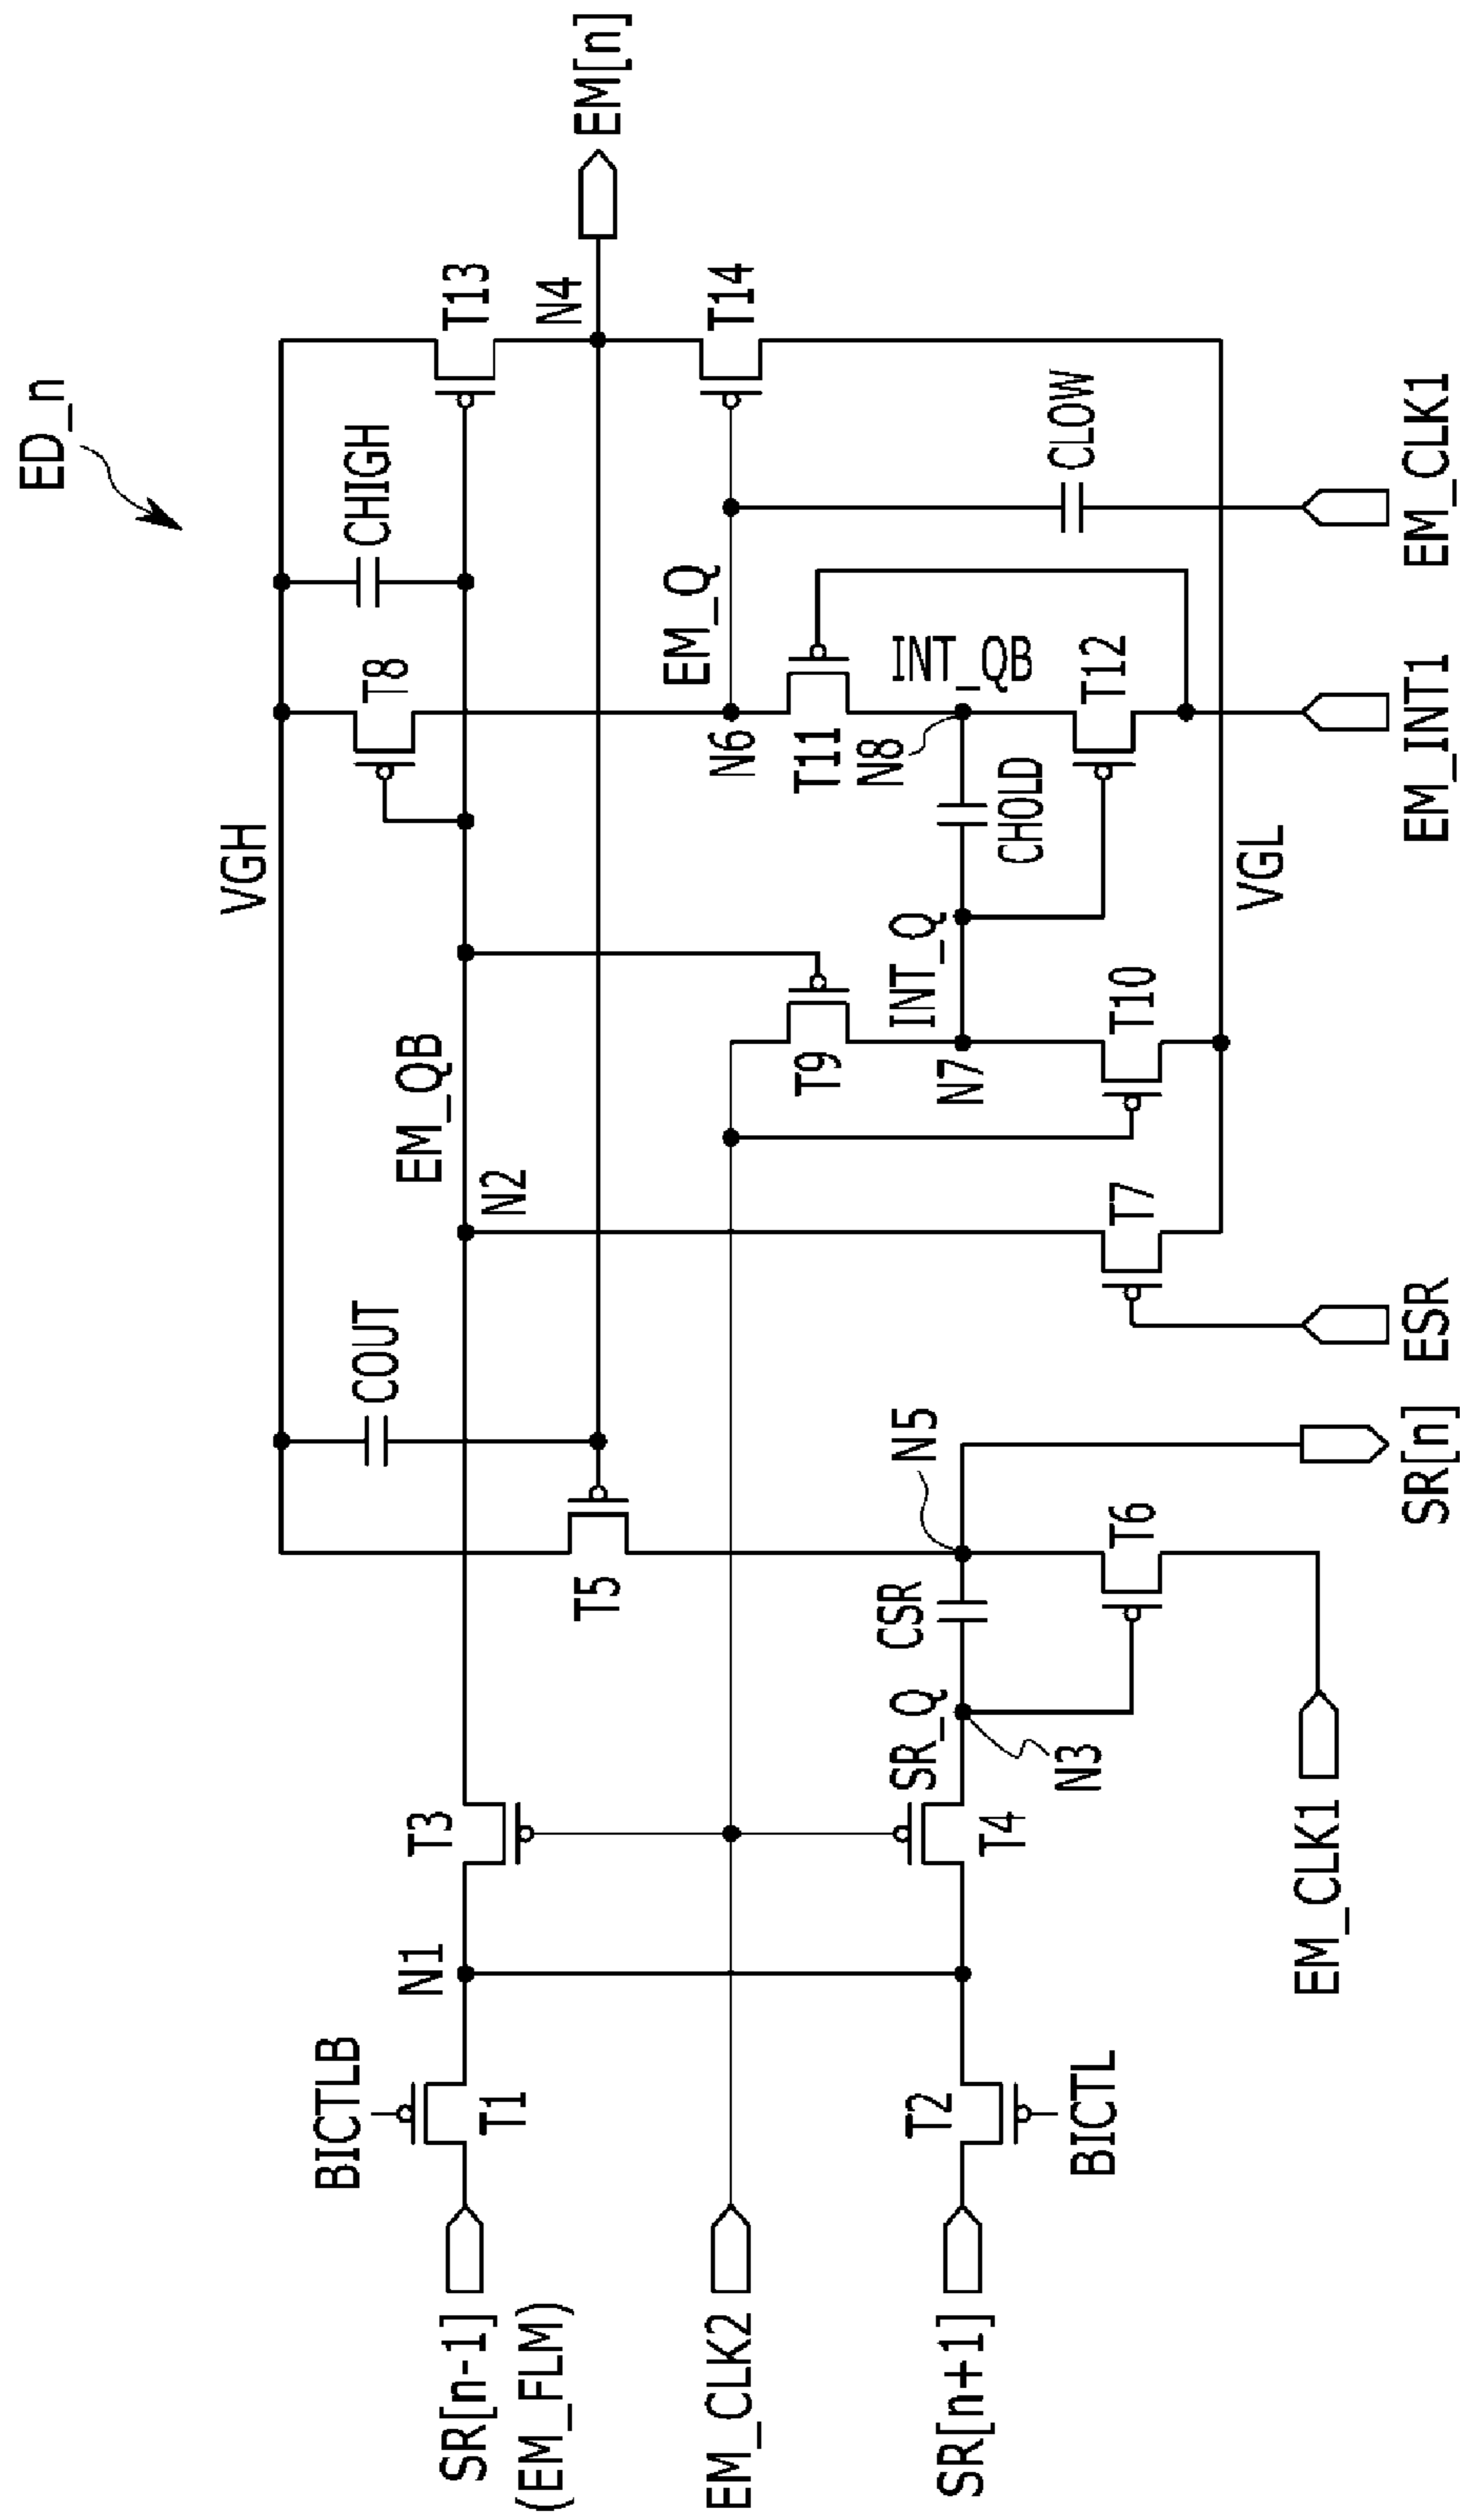 ED_n
VGH
COUT
T8
CHIGH
BICTLB
N1
T3
EM_QB
T13
SR[n-1]
(EM_FLM)
T1
N2
N4
EM[n]
T5
EM_Q
EM_CLK2
N6
T14
T9
T11
SR_Q
CSR
N5
INT_Q
N8
INT_QB
SR[n+1]
T2
T4
N7
CHOLD
CLOW
BICTL
N3
T6
T7
T10
T12
VGL
EM_CLK1
SR[n]
ESR
EM_INT1
EM_CLK1